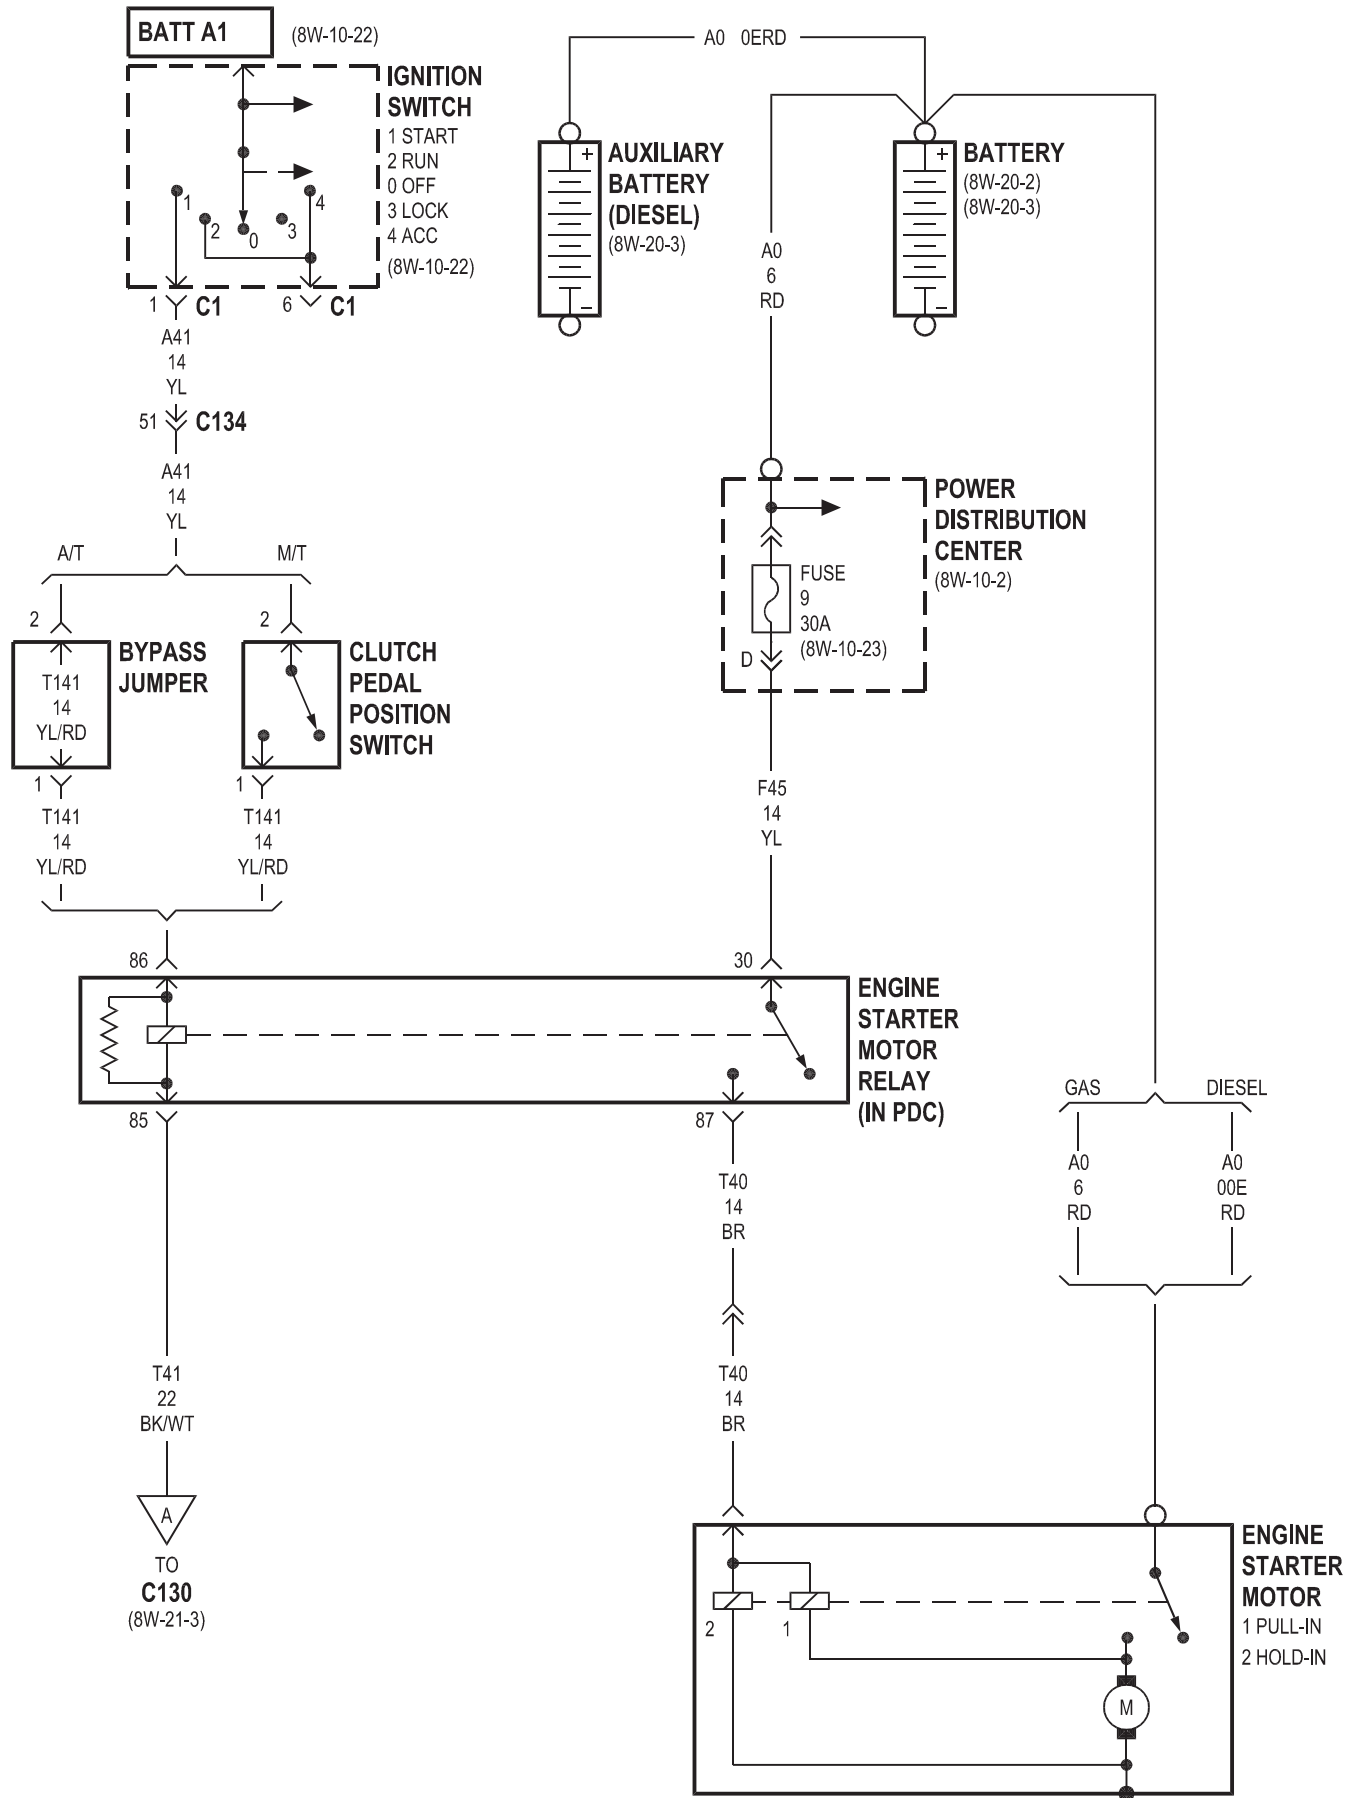 BATT A1
(8W-10-22)
IGNITION
SWITCH
1 START
2 RUN
0 OFF
3 LOCK
4 ACC
(8W-10-22)
1
2
0
3
4
1
C1
6
C1
A41
14
YL
51
C134
A41
14
YL
A/T
M/T
2
BYPASS
JUMPER
T141
14
YL/RD
1
T141
14
YL/RD
2
CLUTCH
PEDAL
POSITION
SWITCH
1
T141
14
YL/RD
A0 0ERD
+
AUXILIARY
BATTERY
(DIESEL)
(8W-20-3)
−
+
BATTERY
(8W-20-2)
(8W-20-3)
−
A0
6
RD
POWER
DISTRIBUTION
CENTER
(8W-10-2)
FUSE
9
30A
(8W-10-23)
D
F45
14
YL
86
30
ENGINE
STARTER
MOTOR
RELAY
(IN PDC)
85
87
T41
22
BK/WT
A
TO
C130
(8W-21-3)
T40
14
BR
T40
14
BR
GAS
DIESEL
A0
6
RD
A0
00E
RD
ENGINE
STARTER
MOTOR
1 PULL-IN
2 HOLD-IN
2
1
M